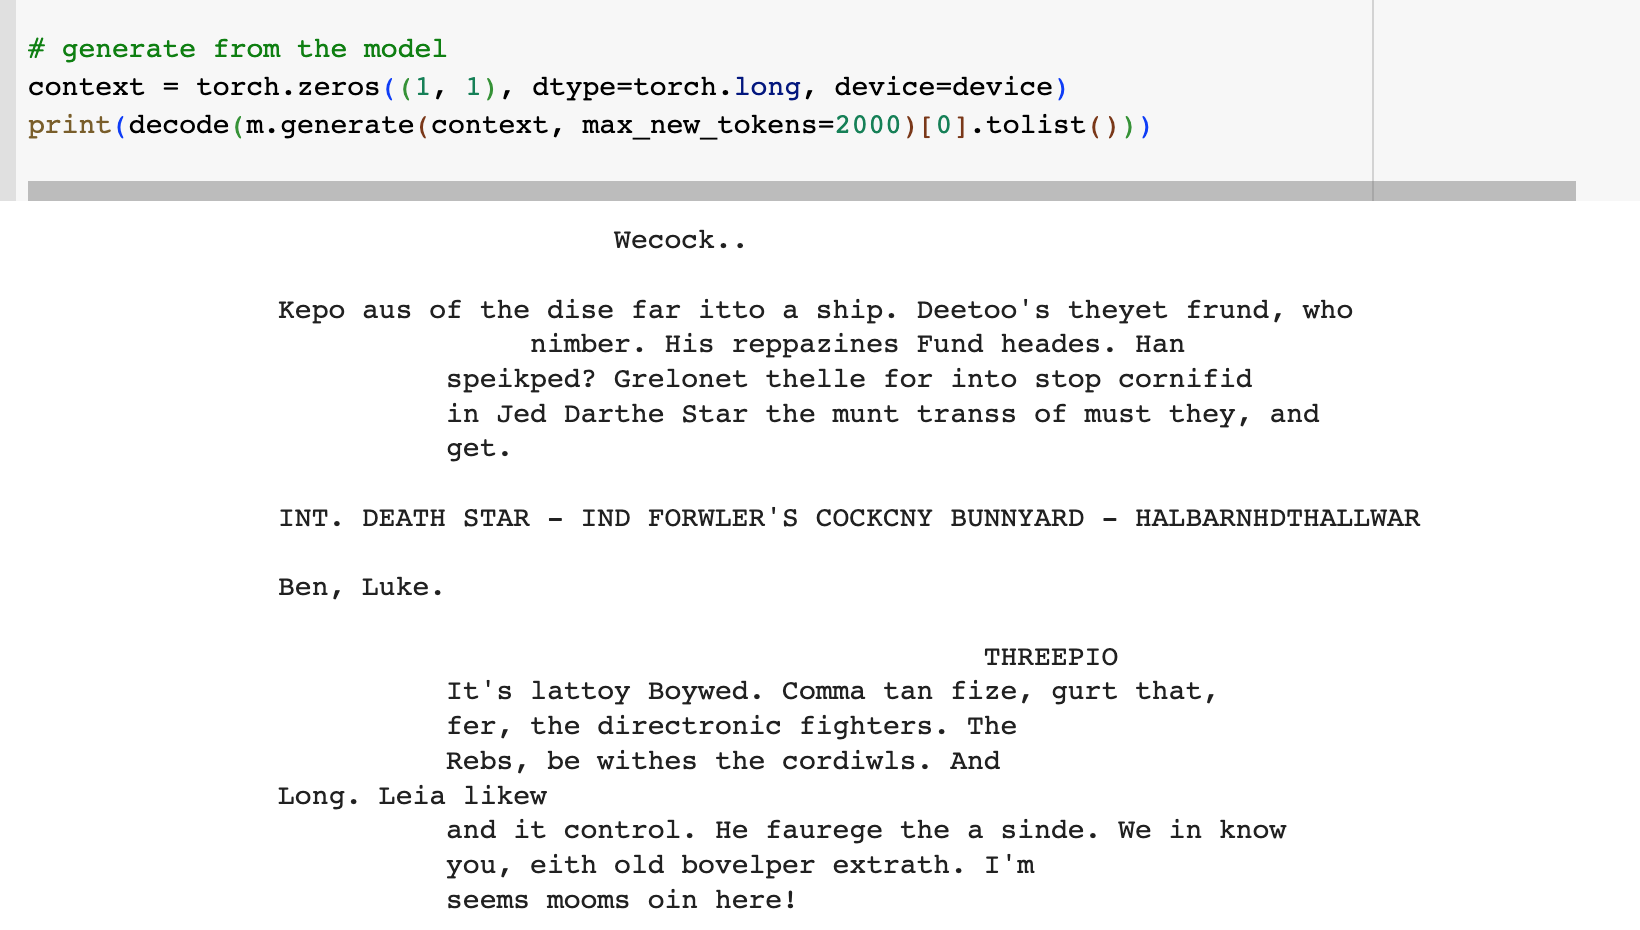 # generate from the model
context = torch.zeros((1, 1), dtype=torch.long, device=device)
print(decode(m.generate(context, max_new_tokens=2000)[0].tolist()))
Wecock..
Kepo aus of the dise far itto a ship. Deetoo's theyet frund, who
nimber. His reppazines Fund heades. Han
speikped? Grelonet thelle for into stop cornifid
in Jed Darthe Star the munt transs of must they, and
get.
INT. DEATH STAR – IND FORWLER'S COCKCNY BUNNYARD – HALBARNHDTHALLWAR
Ben, Luke.
THREEPIO
It's lattoy Boywed. Comma tan fize, gurt that,
fer, the directronic fighters. The
Rebs, be withes the cordiwls. And
Long. Leia likew
and it control. He faurege the a sinde. We in know
you, eith old bovelper extrath. I'm
seems mooms oin here!